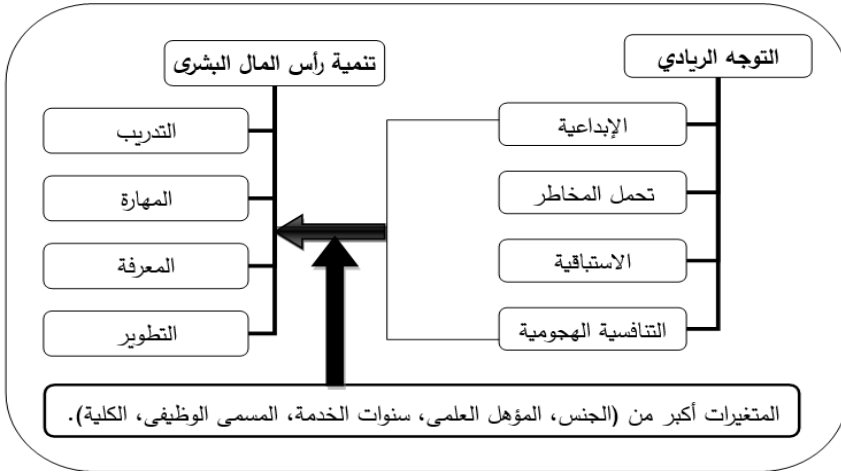 التوجه الريادي
تنمية رأس المال البشرى
الإبداعية
تحمل المخاطر
الاستباقية
التنافسية الهجومية
التدريب
المهارة
المعرفة
التطوير
المتغيرات أكبر من (الجنس، المؤهل العلمى، سنوات الخدمة، المسمى الوظيفى، الكلية).